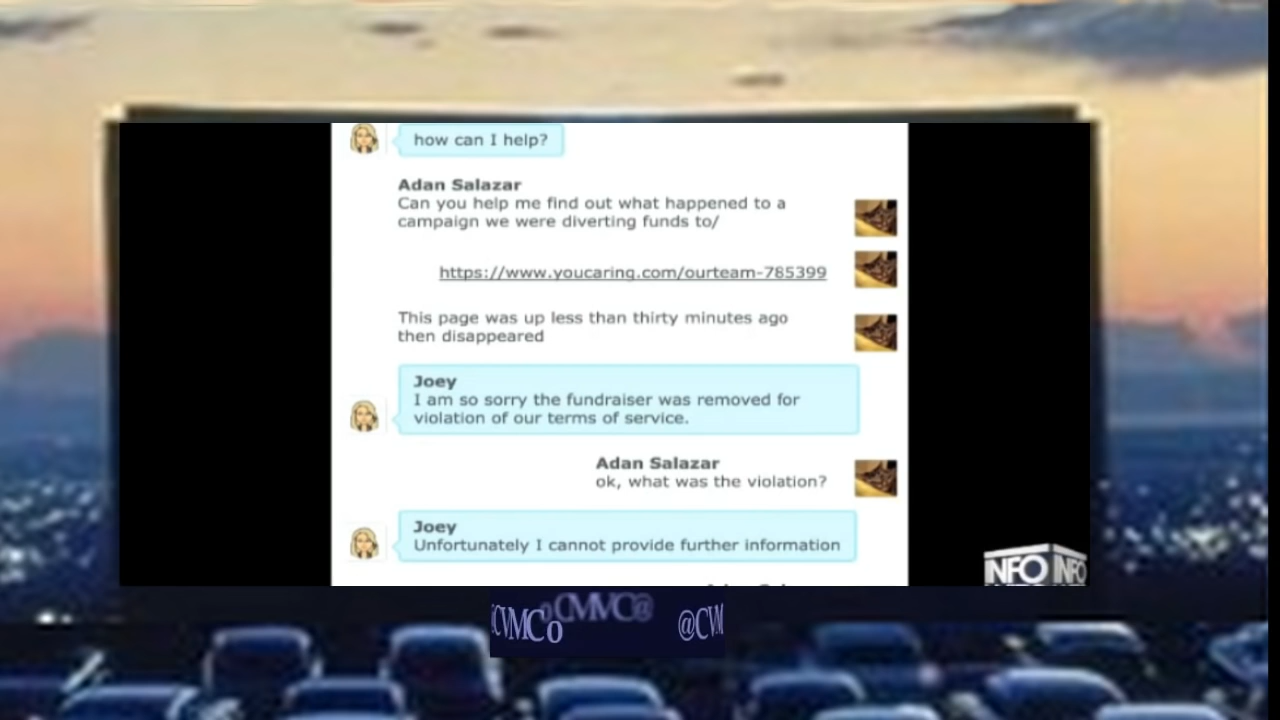 how can I help?
Adan Salazar
Can you help me find out what happened to a
campaign we were diverting funds to/
https://www.youcaring.com/ourteam-785399
This page was up less than thirty minutes ago
then disappeared
Joey
I am so sorry the fundraiser was removed for
violation of our terms of service.
Adan Salazar
ok, what was the violation?
Joey
Unfortunately I cannot provide further information
INFO INFO
@CVM